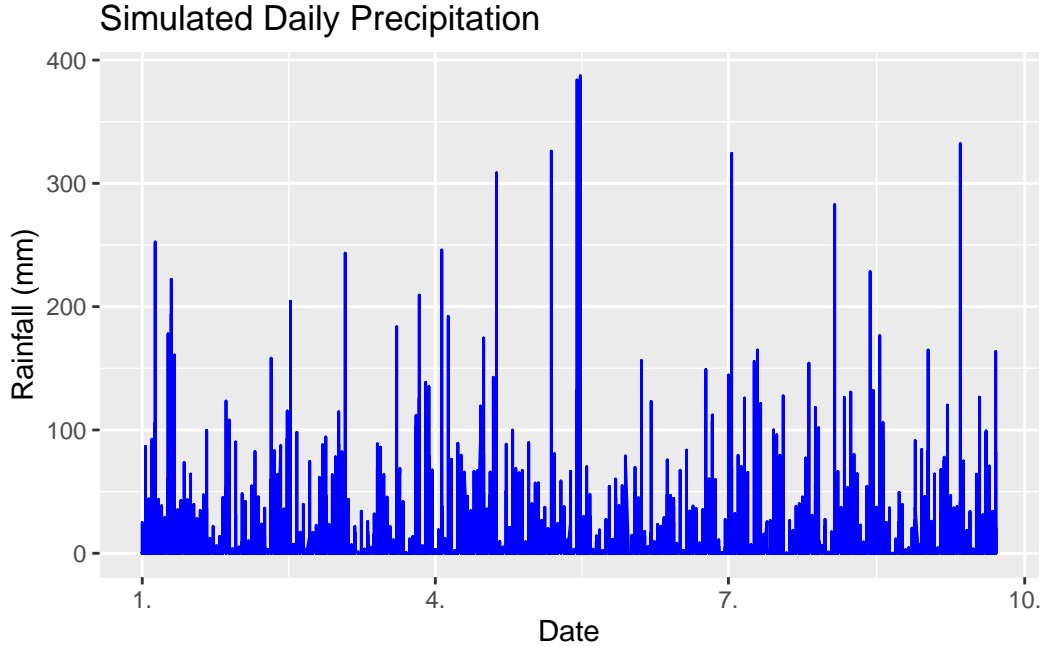 Simulated Daily Precipitation
400
300
200
100
0
Rainfall (mm)
1. 4. 7. 10.
Date